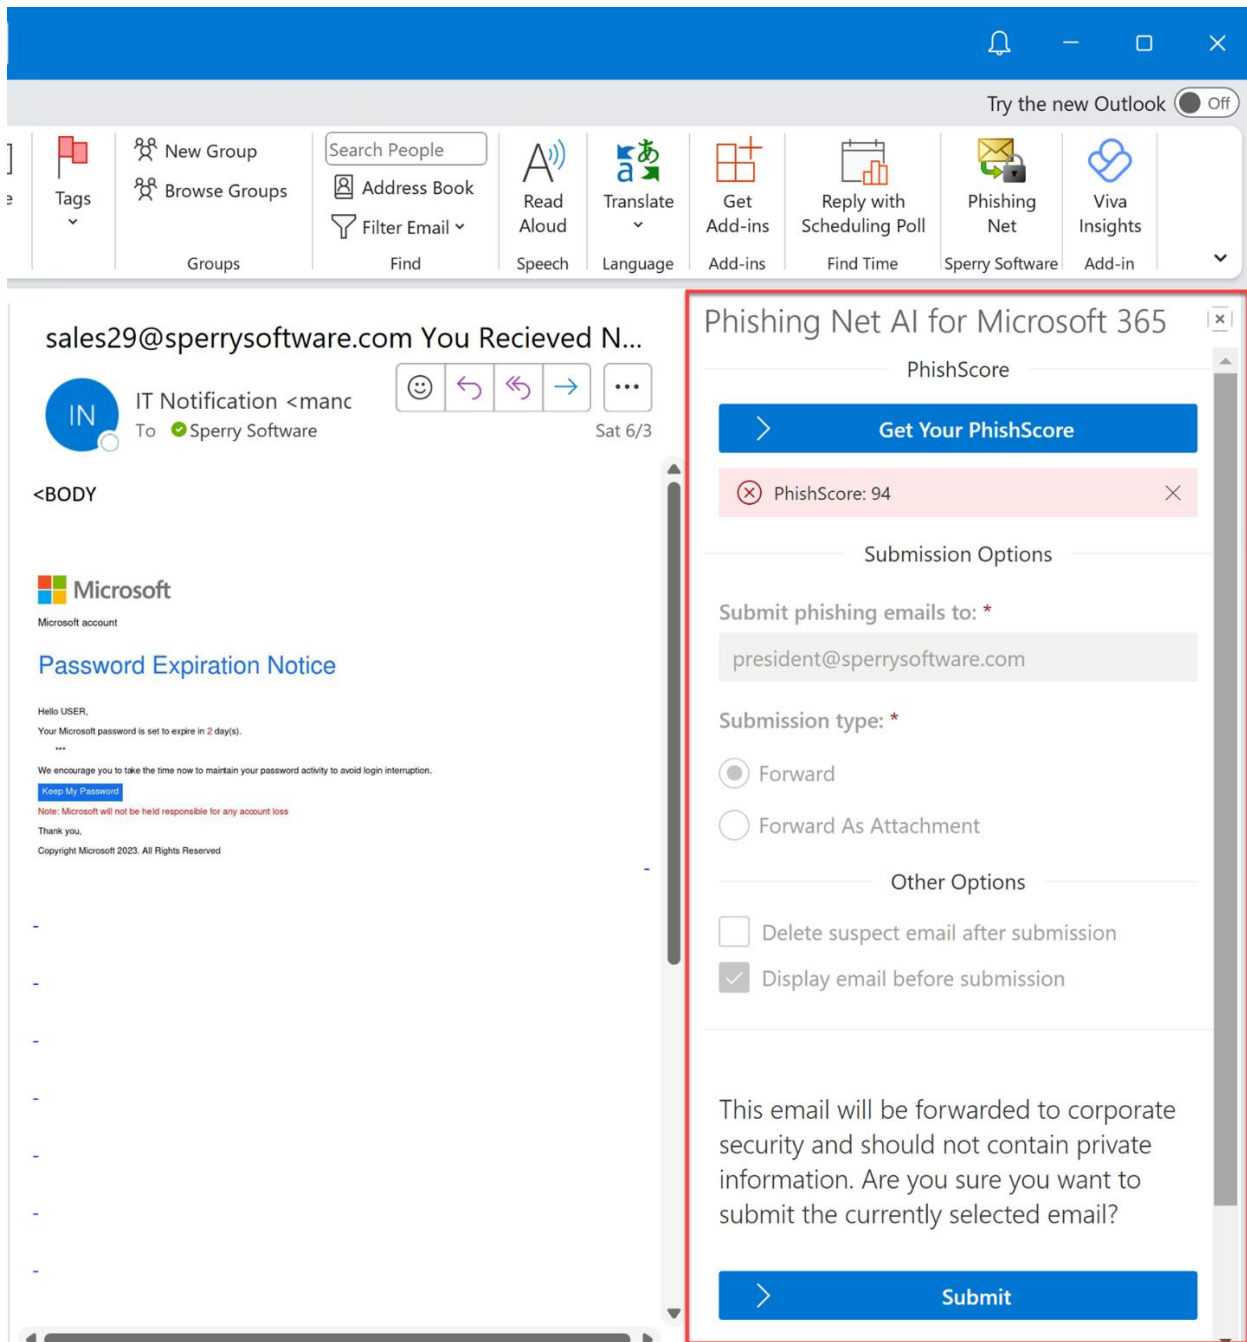 Try the new Outlook
Off
Tags
New Group
Browse Groups
Groups
Search People
Address Book
Filter Email
Find
Read
Aloud
Speech
Translate
Language
Get
Add-ins
Add-ins
Reply with
Scheduling Poll
Find Time
Phishing
Net
Sperry Software
Viva
Insights
Add-in
sales29@sperrysoftware.com You Recieved N...
IN
IT Notification <manc
To Sperry Software
Sat 6/3
<BODY
Microsoft
Microsoft account
Password Expiration Notice
Hello USER,
Your Microsoft password is set to expire in 2 day(s).
***
We encourage you to take the time now to maintain your password activity to avoid login interruption.
Keep My Password
Note: Microsoft will not be held responsible for any account loss
Thank you,
Copyright Microsoft 2023. All Rights Reserved
Phishing Net AI for Microsoft 365
PhishScore
Get Your PhishScore
PhishScore: 94
Submission Options
Submit phishing emails to: *
president@sperrysoftware.com
Submission type: *
Forward
Forward As Attachment
Other Options
Delete suspect email after submission
Display email before submission
This email will be forwarded to corporate
security and should not contain private
information. Are you sure you want to
submit the currently selected email?
Submit